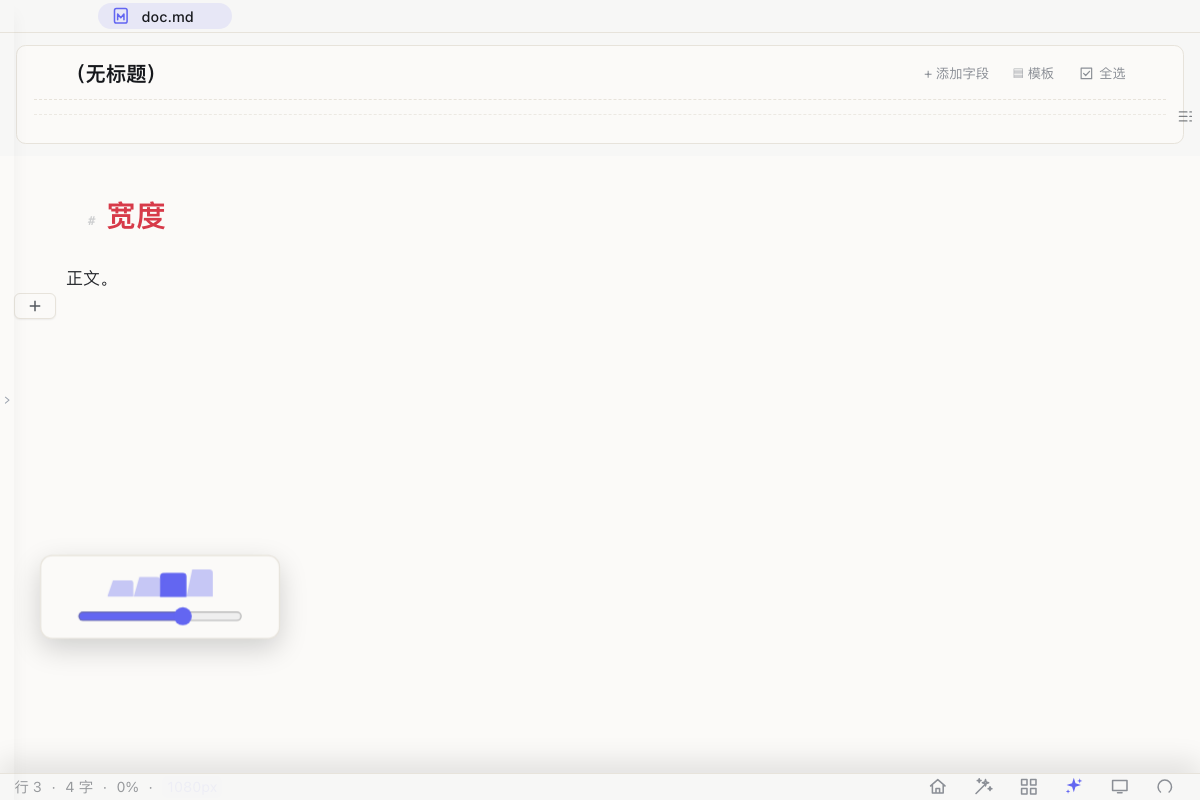 doc.md
(无标题)
+ 添加字段 模板 全选
# 宽度
正文。
+
行 3 · 4 字 · 0% · 1080px